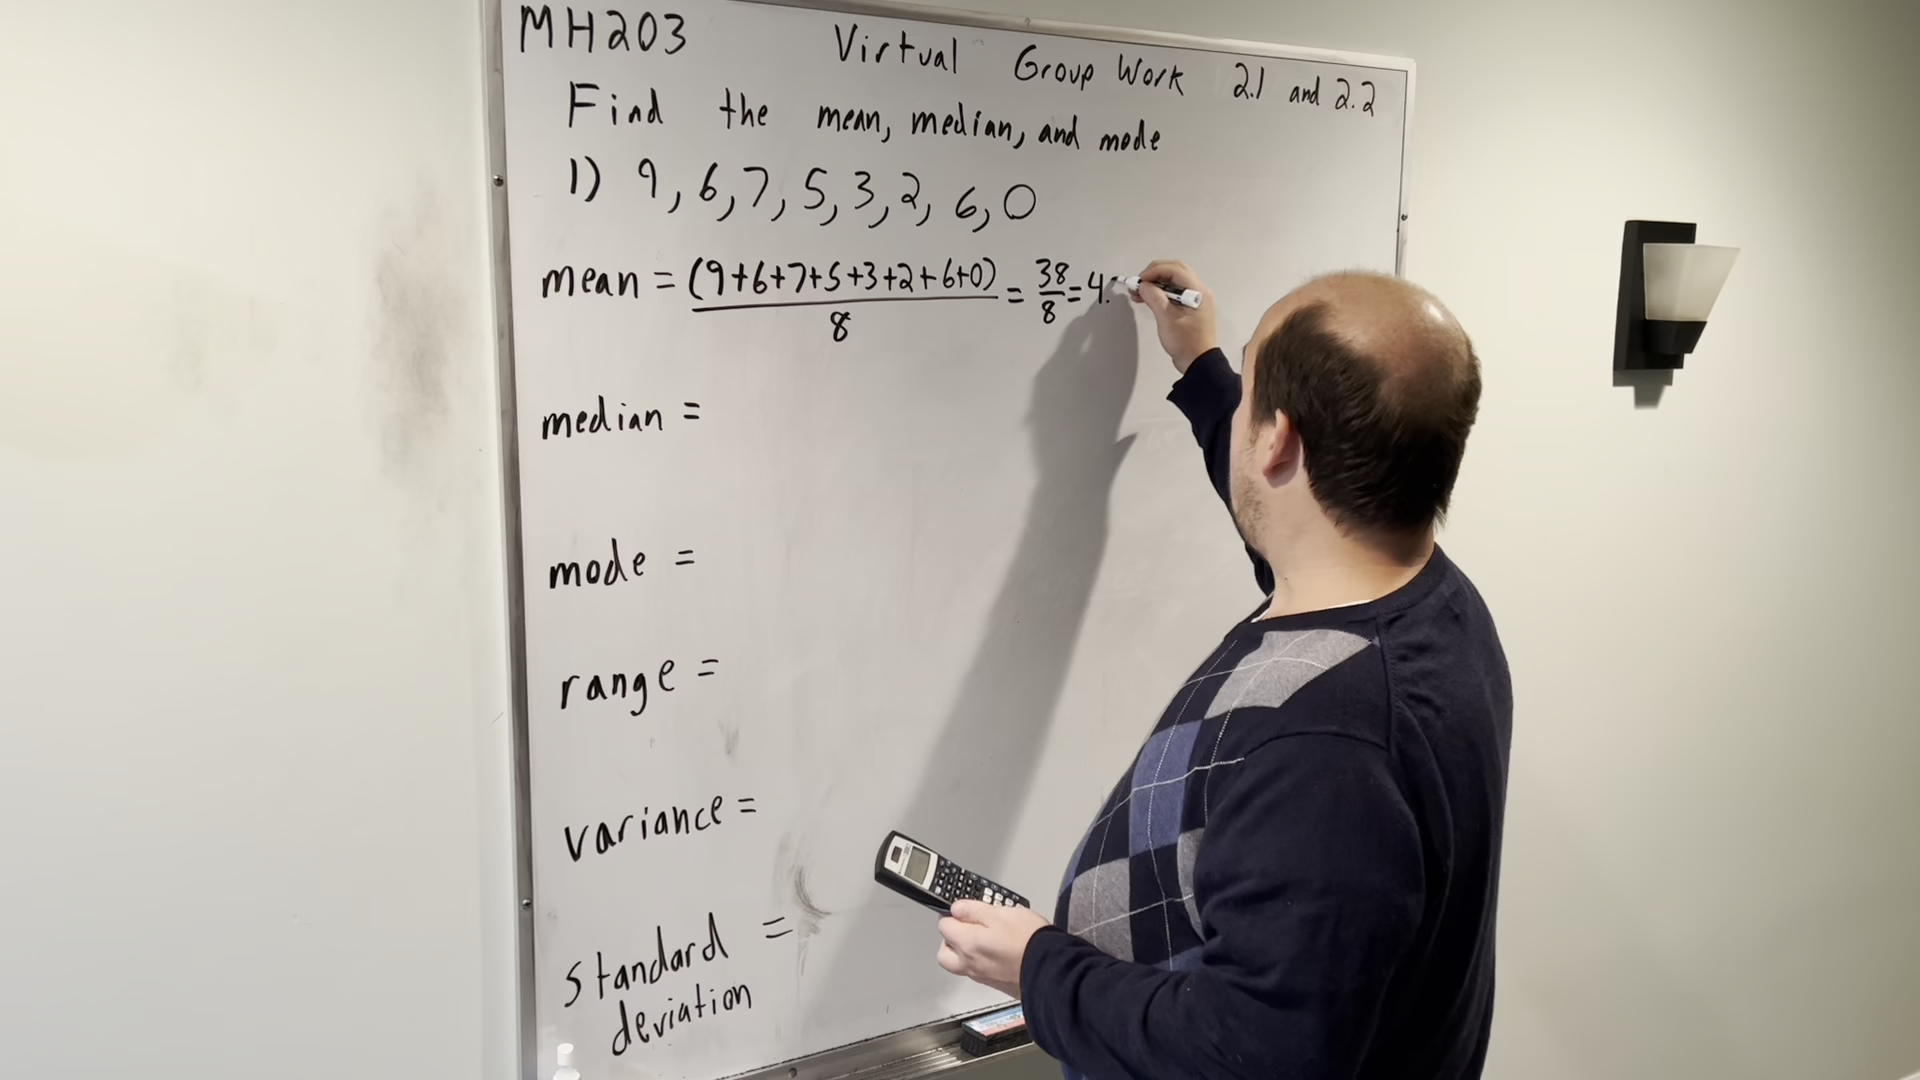 MH203 Virtual Group Work 2.1 and 2.2
Find the mean, median, and mode
1) 9, 6, 7, 5, 3, 2, 6, 0
mean = (9+6+7+5+3+2+6+0)/8 = 38/8 = 4.
median =
mode =
range =
variance =
standard =
deviation